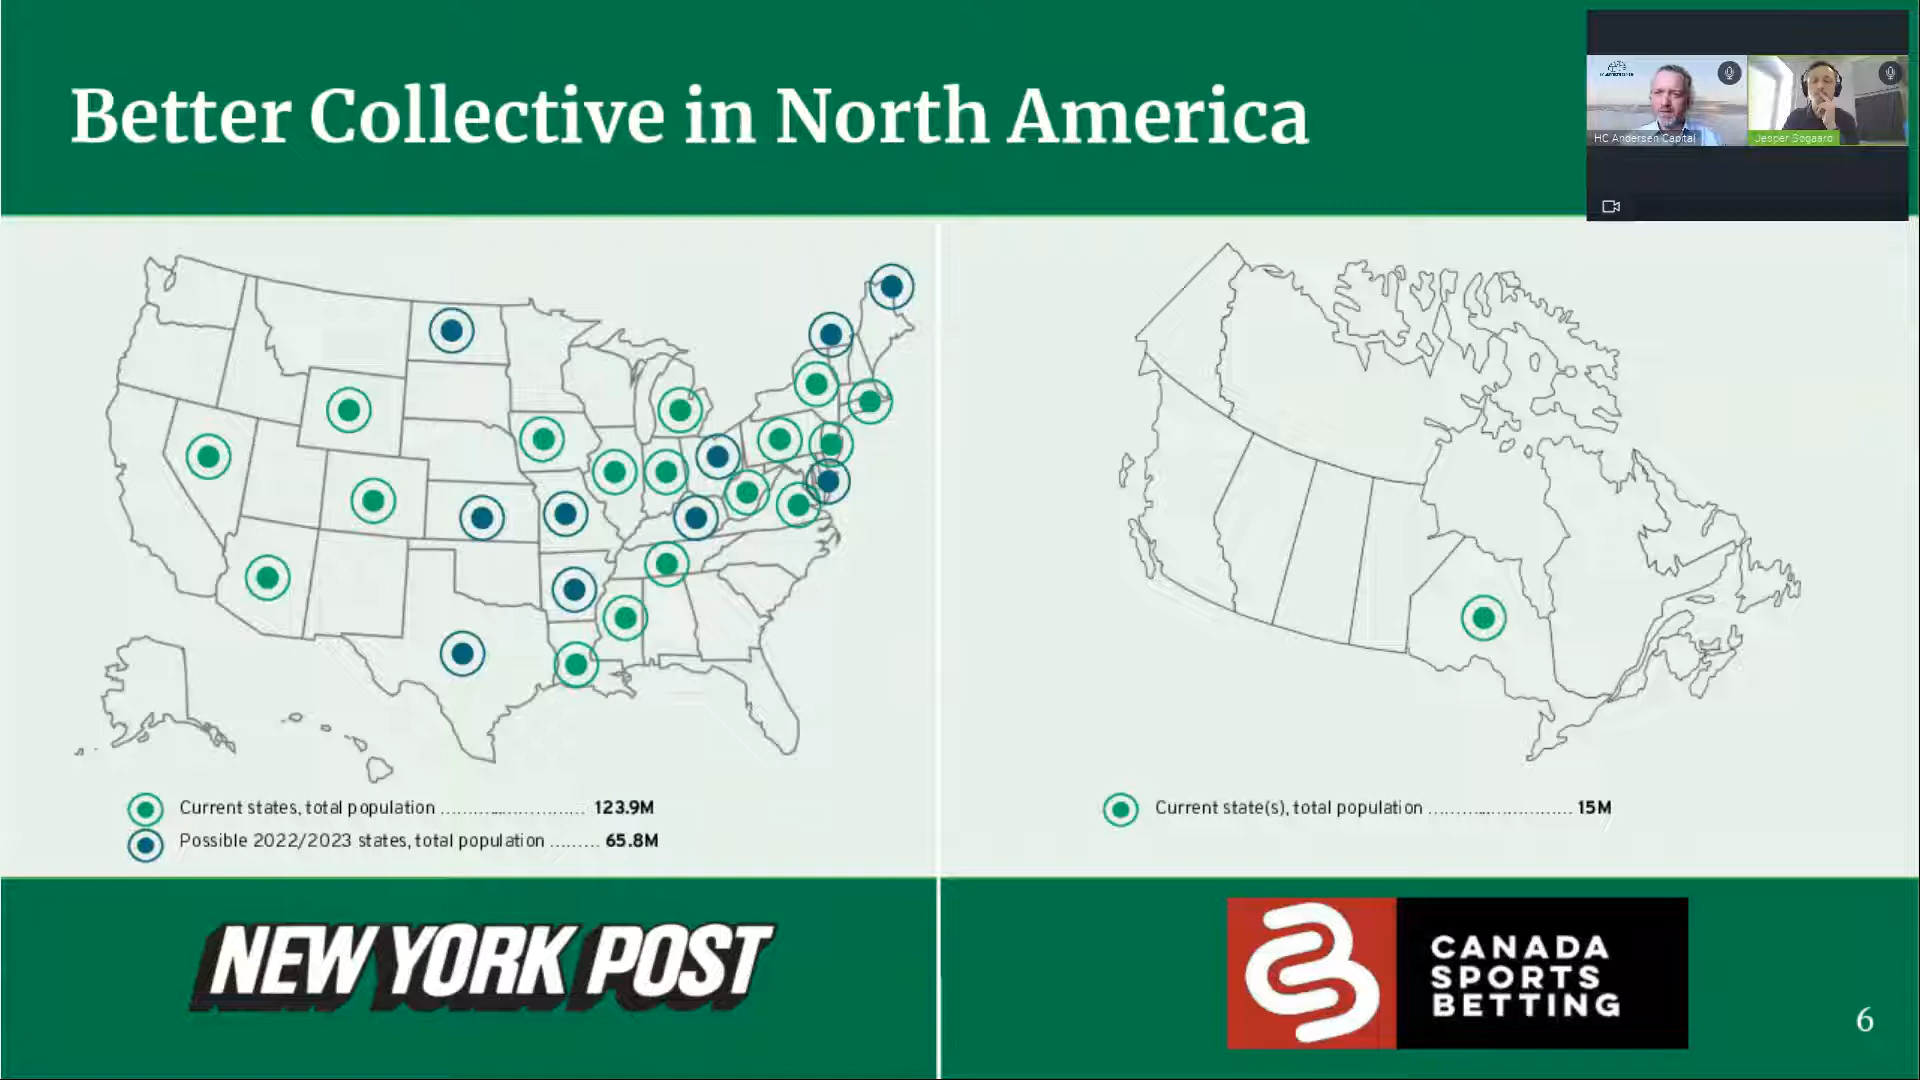 Better Collective in North America
HC Andersen Capital
Jesper Søgaard
Current states, total population ............................ 123.9M
Possible 2022/2023 states, total population ......... 65.8M
Current state(s), total population ............................ 15M
NEW YORK POST
CANADA
SPORTS
BETTING
6